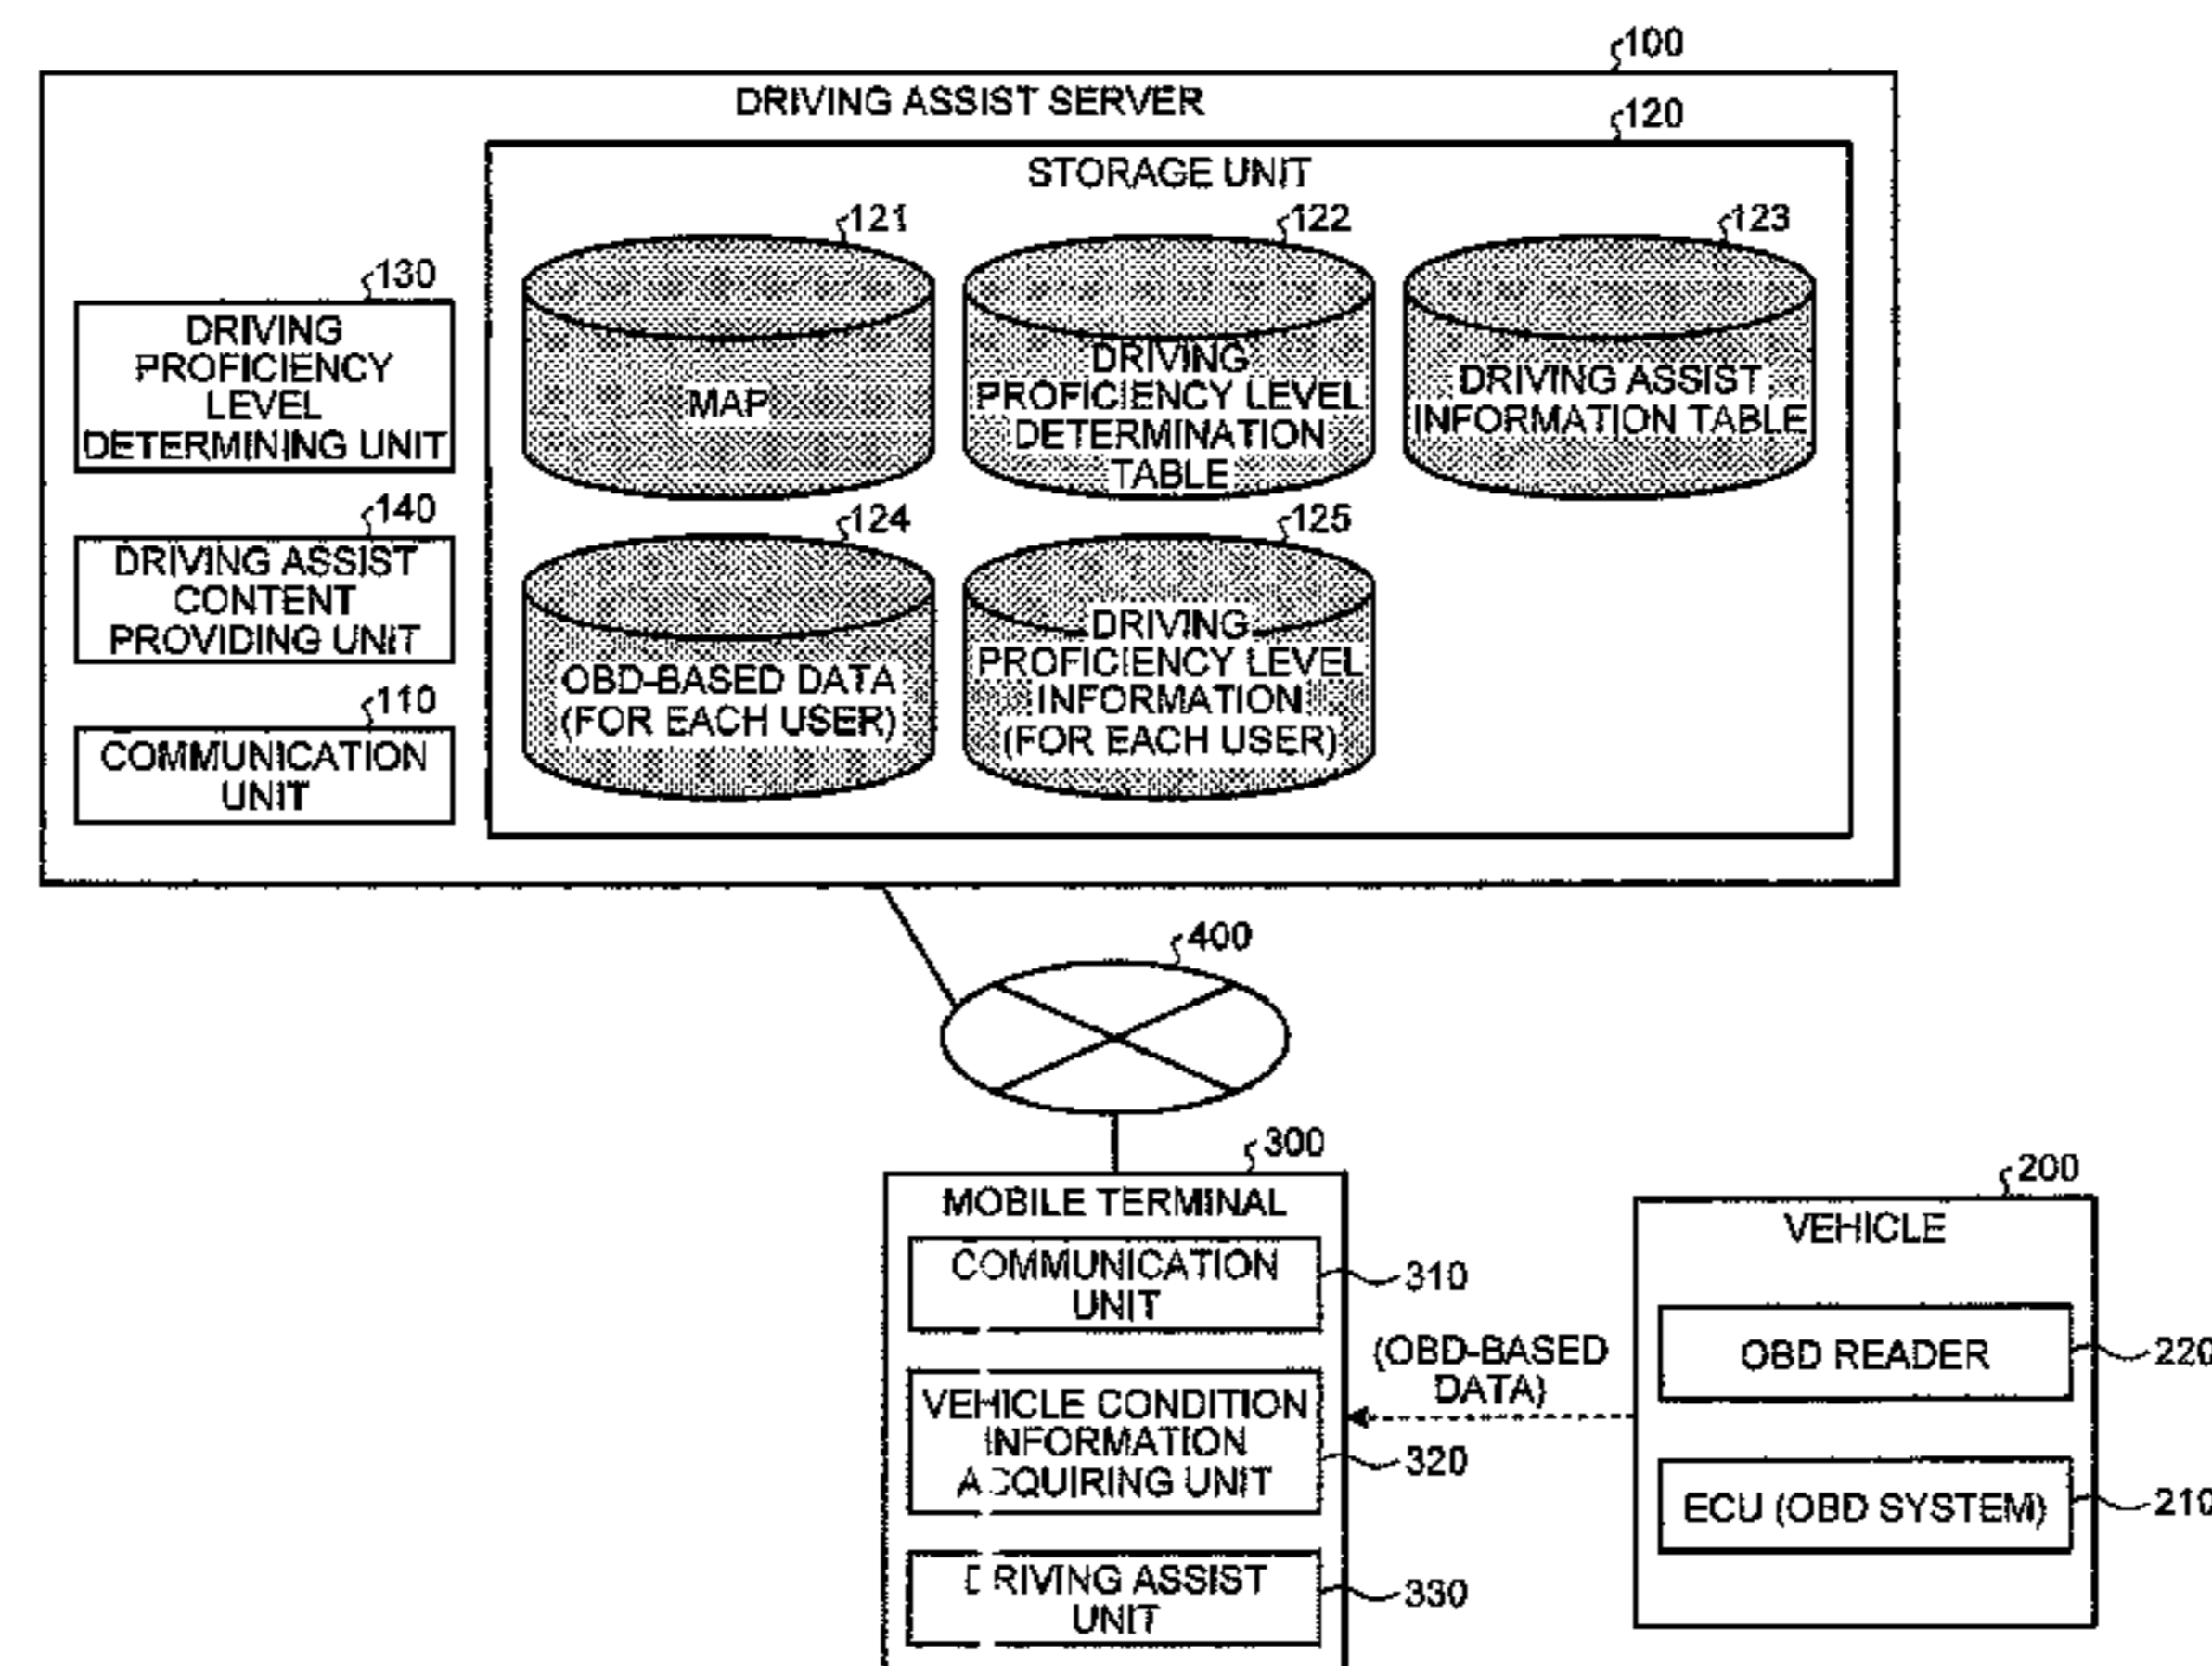 100
DRIVING ASSIST SERVER
120
STORAGE UNIT
121
122
123
130
DRIVING
PROFICIENCY
LEVEL
DETERMINING UNIT
MAP
DRIVING
PROFICIENCY LEVEL
DETERMINATION
TABLE
DRIVING ASSIST
INFORMATION TABLE
140
DRIVING ASSIST
CONTENT
PROVIDING UNIT
124
125
OBD-BASED DATA
(FOR EACH USER)
DRIVING
PROFICIENCY LEVEL
INFORMATION
(FOR EACH USER)
110
COMMUNICATION
UNIT
400
300
MOBILE TERMINAL
COMMUNICATION
UNIT
310
VEHICLE CONDITION
INFORMATION
ACQUIRING UNIT
320
DRIVING ASSIST
UNIT
330
(OBD-BASED
DATA)
200
VEHICLE
OBD READER
220
ECU (OBD SYSTEM)
210